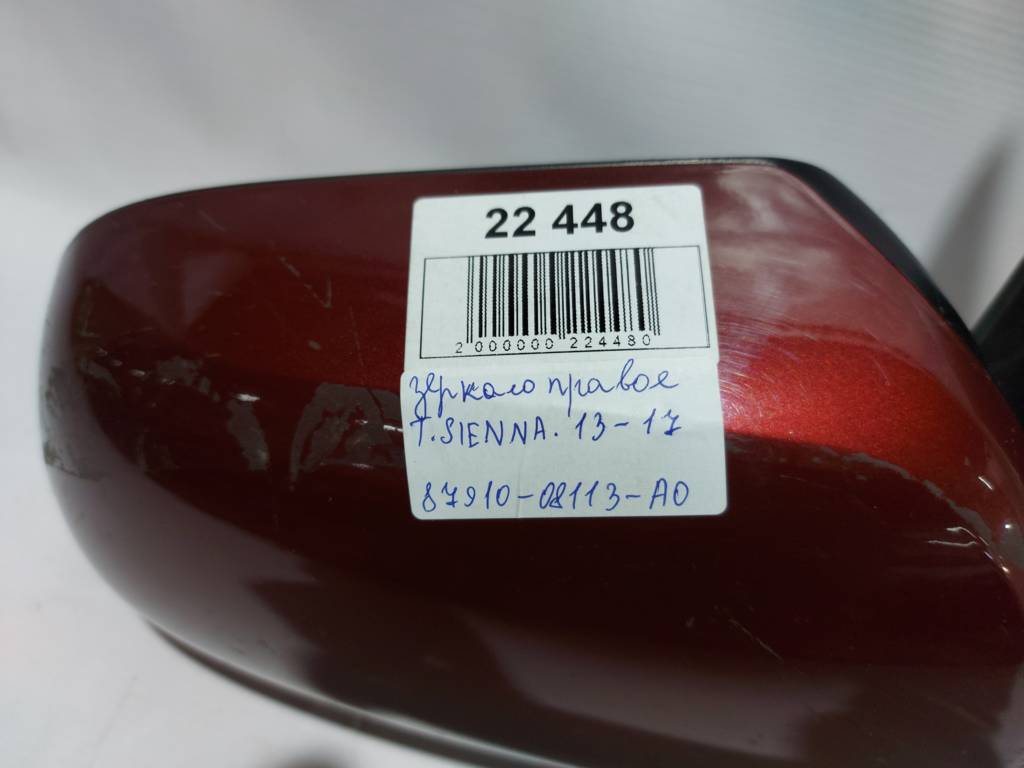 22 448
2 000000 224480
зеркало правое
T. SIENNA. 13-17
87910-08113-A0